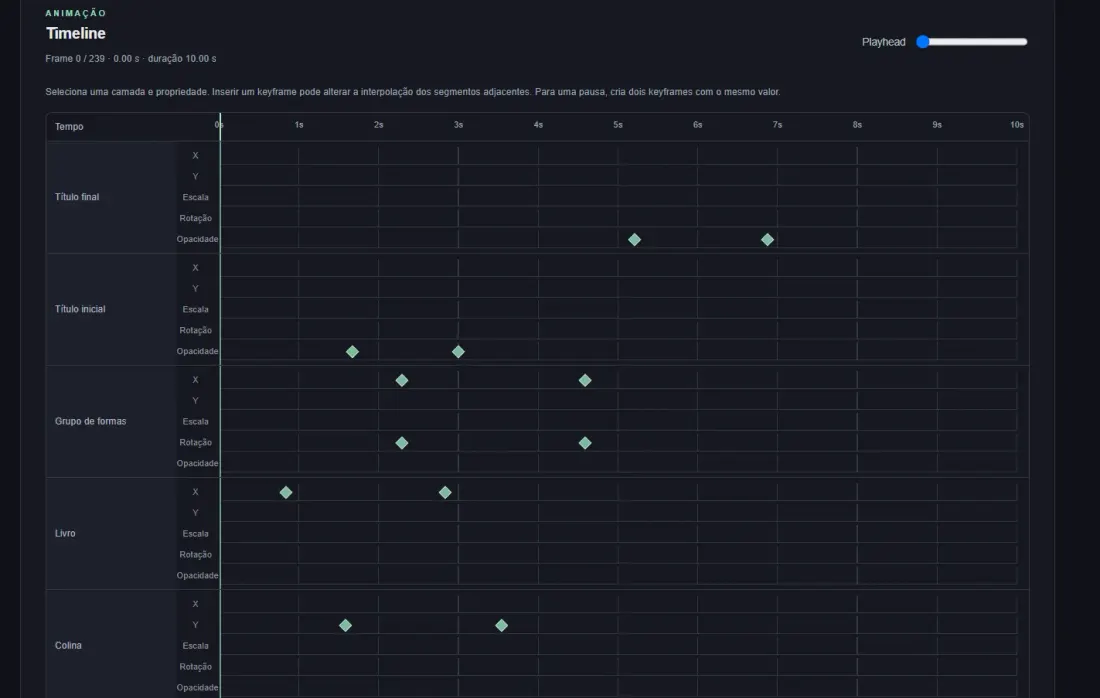 ANIMAÇÃO
Timeline
Frame 0 / 239 · 0.00 s · duração 10.00 s
Playhead
Seleciona uma camada e propriedade. Inserir um keyframe pode alterar a interpolação dos segmentos adjacentes. Para uma pausa, cria dois keyframes com o mesmo valor.
Tempo 0s 1s 2s 3s 4s 5s 6s 7s 8s 9s 10s
Título final
X
Y
Escala
Rotação
Opacidade
Título inicial
X
Y
Escala
Rotação
Opacidade
Grupo de formas
X
Y
Escala
Rotação
Opacidade
Livro
X
Y
Escala
Rotação
Opacidade
Colina
X
Y
Escala
Rotação
Opacidade